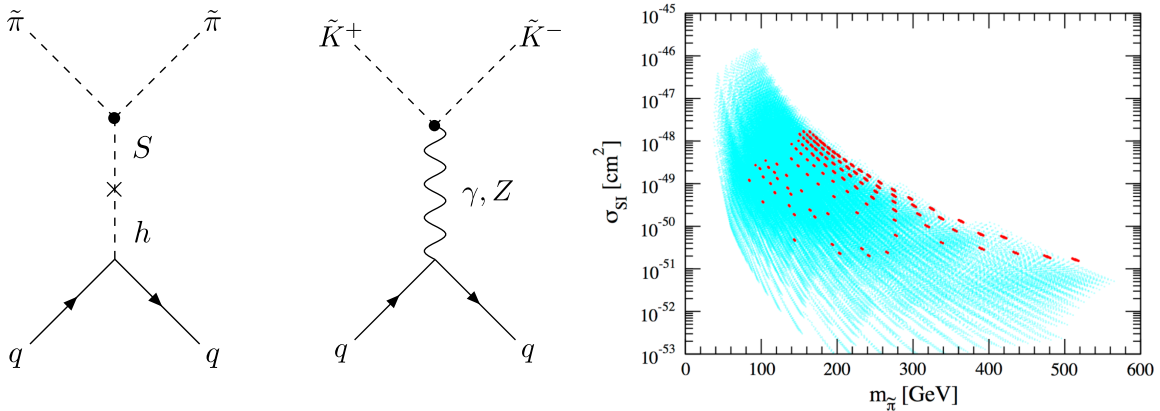 π̃ π̃
S
h
q q
K̃⁺ K̃⁻
γ, Z
q q
10⁻⁴⁵
10⁻⁴⁶
10⁻⁴⁷
10⁻⁴⁸
10⁻⁴⁹
10⁻⁵⁰
10⁻⁵¹
10⁻⁵²
10⁻⁵³
σ_SI [cm²]
0 100 200 300 400 500 600
m_π̃ [GeV]